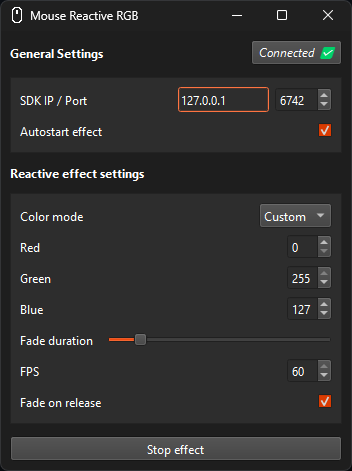 Mouse Reactive RGB
General Settings Connected
SDK IP / Port 127.0.0.1 6742
Autostart effect
Reactive effect settings
Color mode Custom
Red 0
Green 255
Blue 127
Fade duration
FPS 60
Fade on release
Stop effect